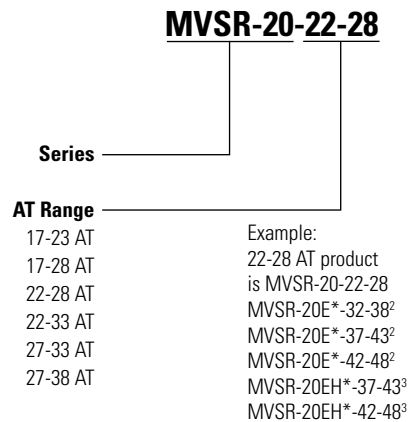 MVSR-20-22-28
Series
AT Range
17-23 AT
17-28 AT
22-28 AT
22-33 AT
27-33 AT
27-38 AT
Example:
22-28 AT product
is MVSR-20-22-28
MVSR-20E*-32-38²
MVSR-20E*-37-43²
MVSR-20E*-42-48²
MVSR-20EH*-37-43³
MVSR-20EH*-42-48³